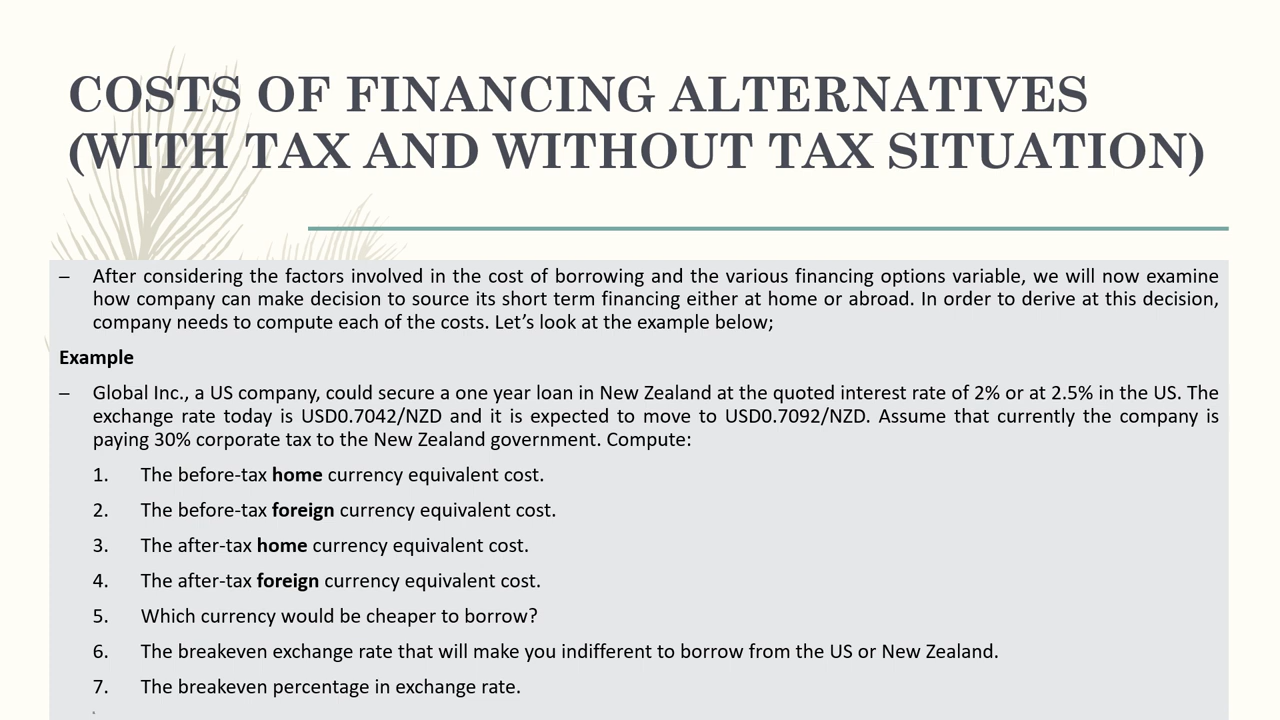 COSTS OF FINANCING ALTERNATIVES
(WITH TAX AND WITHOUT TAX SITUATION)
– After considering the factors involved in the cost of borrowing and the various financing options variable, we will now examine
how company can make decision to source its short term financing either at home or abroad. In order to derive at this decision,
company needs to compute each of the costs. Let’s look at the example below;
Example
– Global Inc., a US company, could secure a one year loan in New Zealand at the quoted interest rate of 2% or at 2.5% in the US. The
exchange rate today is USD0.7042/NZD and it is expected to move to USD0.7092/NZD. Assume that currently the company is
paying 30% corporate tax to the New Zealand government. Compute:
1. The before-tax home currency equivalent cost.
2. The before-tax foreign currency equivalent cost.
3. The after-tax home currency equivalent cost.
4. The after-tax foreign currency equivalent cost.
5. Which currency would be cheaper to borrow?
6. The breakeven exchange rate that will make you indifferent to borrow from the US or New Zealand.
7. The breakeven percentage in exchange rate.